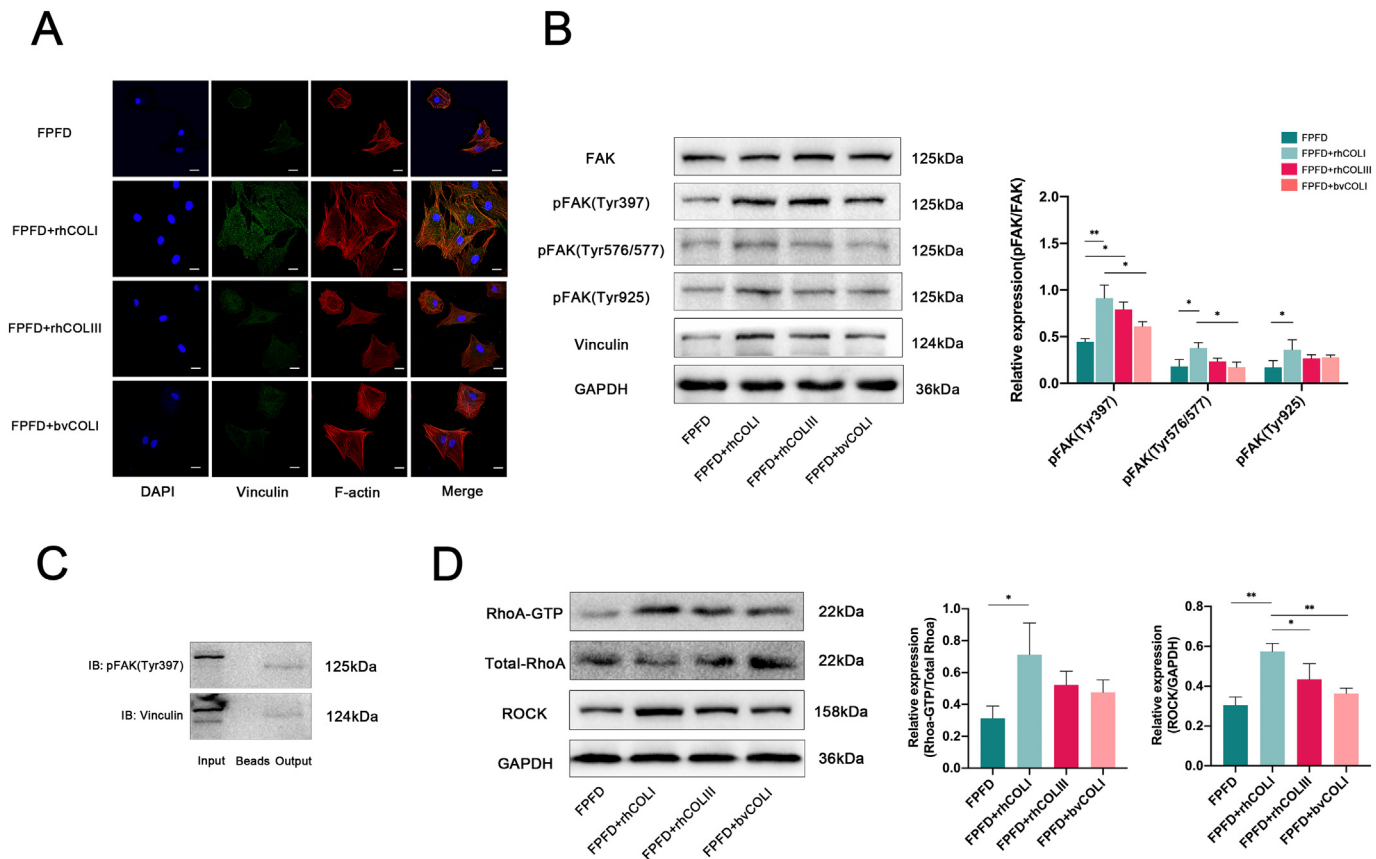 A
FPFD
FPFD+rhCOLI
FPFD+rhCOLIII
FPFD+bvCOLI
DAPI Vinculin F-actin Merge
B
FAK 125kDa
pFAK(Tyr397) 125kDa
pFAK(Tyr576/577) 125kDa
pFAK(Tyr925) 125kDa
Vinculin 124kDa
GAPDH 36kDa
FPFD FPFD+rhCOLI FPFD+rhCOLIII FPFD+bvCOLI
FPFD
FPFD+rhCOLI
FPFD+rhCOLIII
FPFD+bvCOLI
Relative expression(pFAK/FAK)
2.0
1.5
1.0
0.5
0.0
** * * * * *
pFAK(Tyr397) pFAK(Tyr576/577) pFAK(Tyr925)
C
IB: pFAK(Tyr397) 125kDa
IB: Vinculin 124kDa
Input Beads Output
D
RhoA-GTP 22kDa
Total-RhoA 22kDa
ROCK 158kDa
GAPDH 36kDa
FPFD FPFD+rhCOLI FPFD+rhCOLIII FPFD+bvCOLI
Relative expression
(Rhoa-GTP/Total Rhoa)
1.0
0.8
0.6
0.4
0.2
0.0
*
FPFD FPFD+rhCOLI FPFD+rhCOLIII FPFD+bvCOLI
Relative expression
(ROCK/GAPDH)
0.8
0.6
0.4
0.2
0.0
** ** *
FPFD FPFD+rhCOLI FPFD+rhCOLIII FPFD+bvCOLI